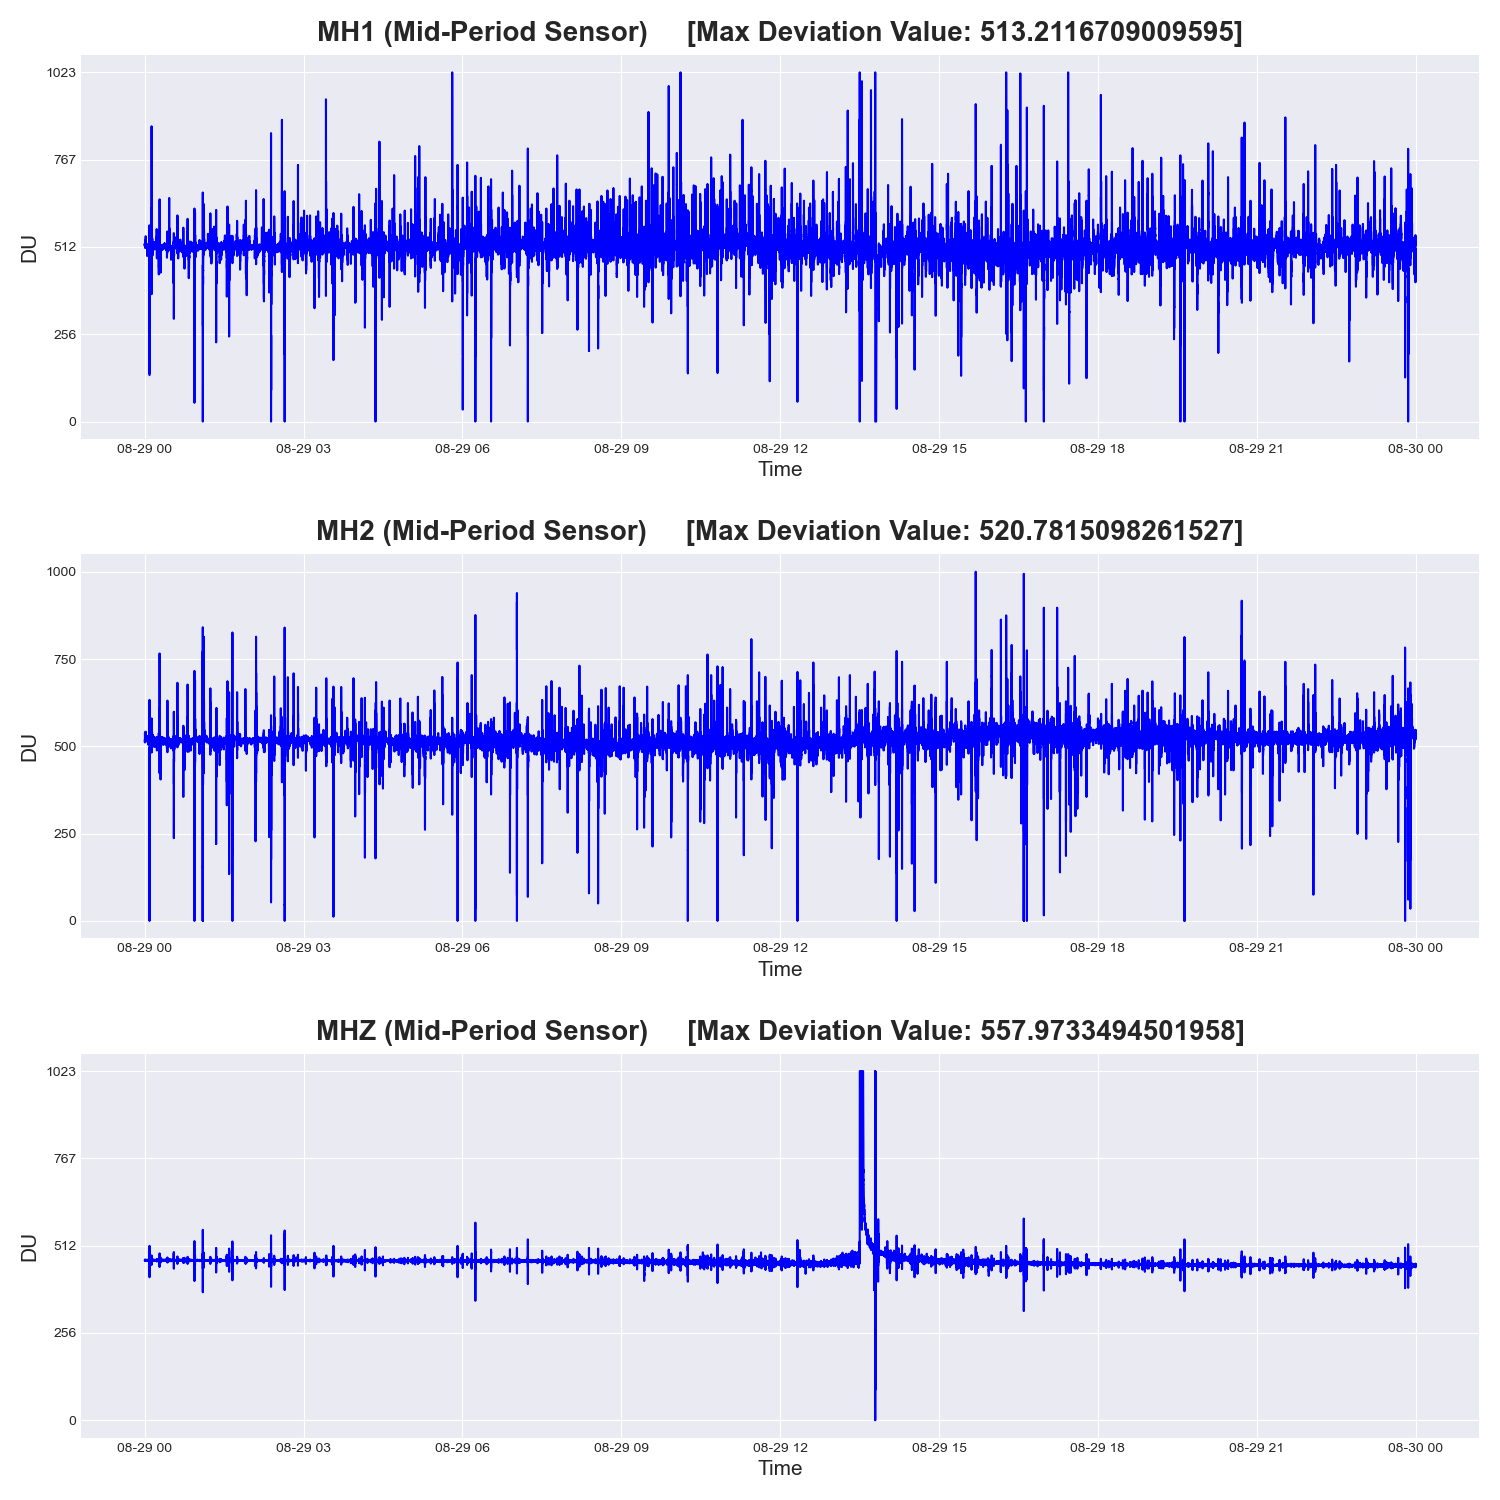 MH1 (Mid-Period Sensor) [Max Deviation Value: 513.2116709009595]
1023
767
512
256
0
DU
08-29 00 08-29 03 08-29 06 08-29 09 08-29 12 08-29 15 08-29 18 08-29 21 08-30 00
Time
MH2 (Mid-Period Sensor) [Max Deviation Value: 520.7815098261527]
1000
750
500
250
0
DU
08-29 00 08-29 03 08-29 06 08-29 09 08-29 12 08-29 15 08-29 18 08-29 21 08-30 00
Time
MHZ (Mid-Period Sensor) [Max Deviation Value: 557.9733494501958]
1023
767
512
256
0
DU
08-29 00 08-29 03 08-29 06 08-29 09 08-29 12 08-29 15 08-29 18 08-29 21 08-30 00
Time